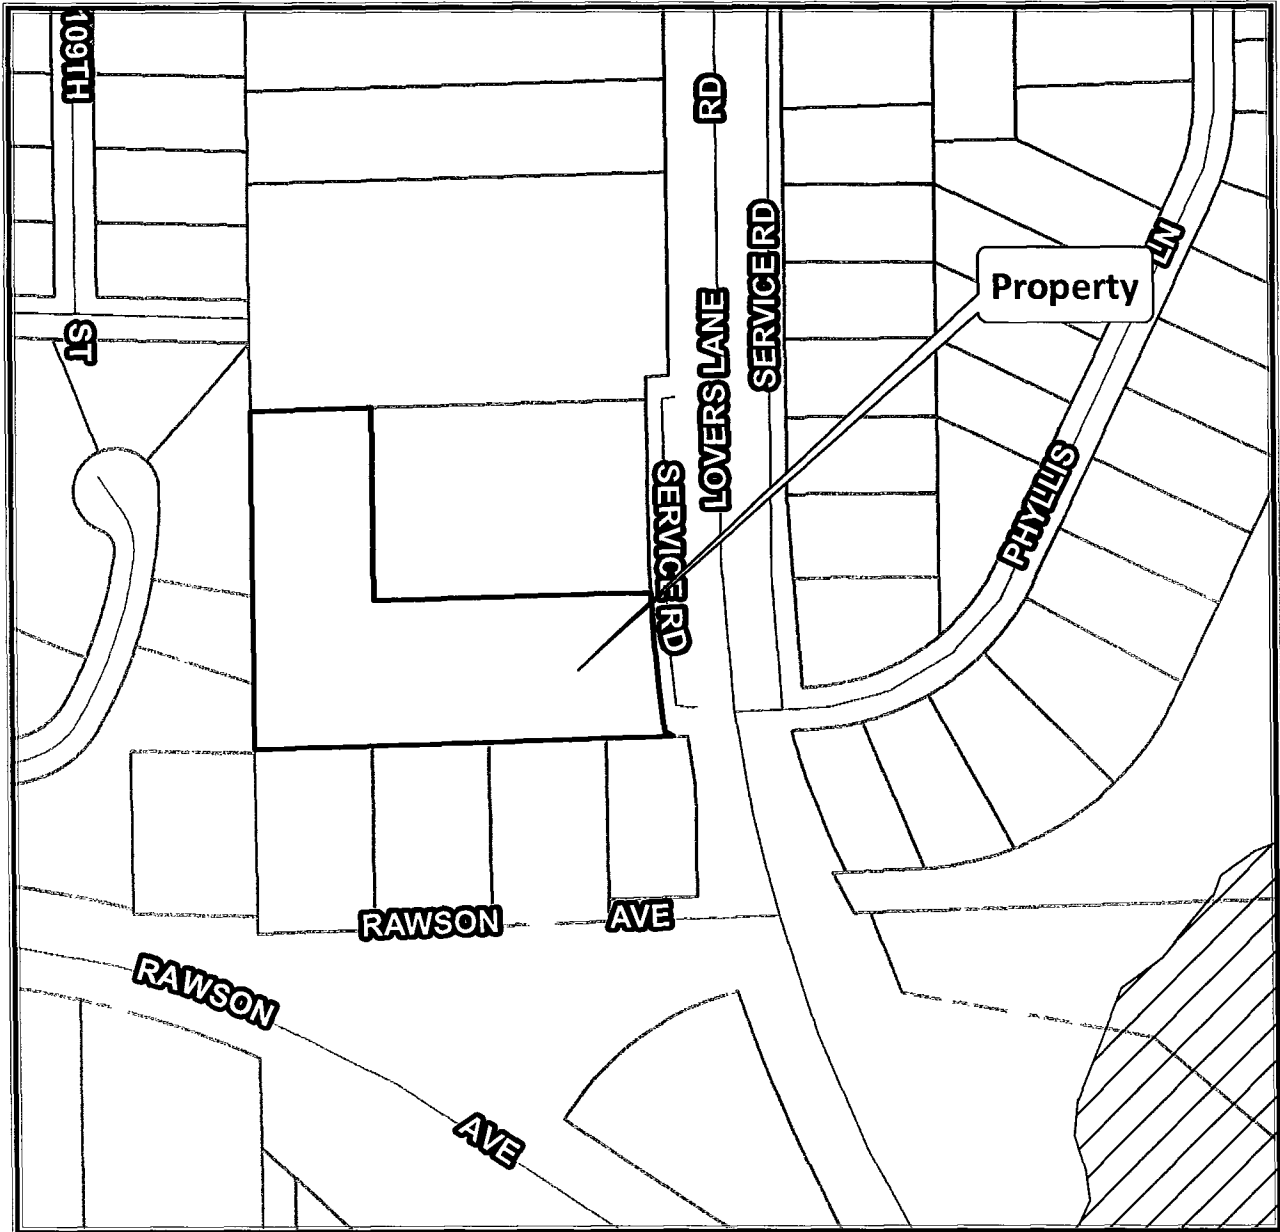 109TH
ST
RD
LOVERS LANE
SERVICE RD
SERVICE RD
Property
LN
PHYLLIS
RAWSON AVE
RAWSON
AVE